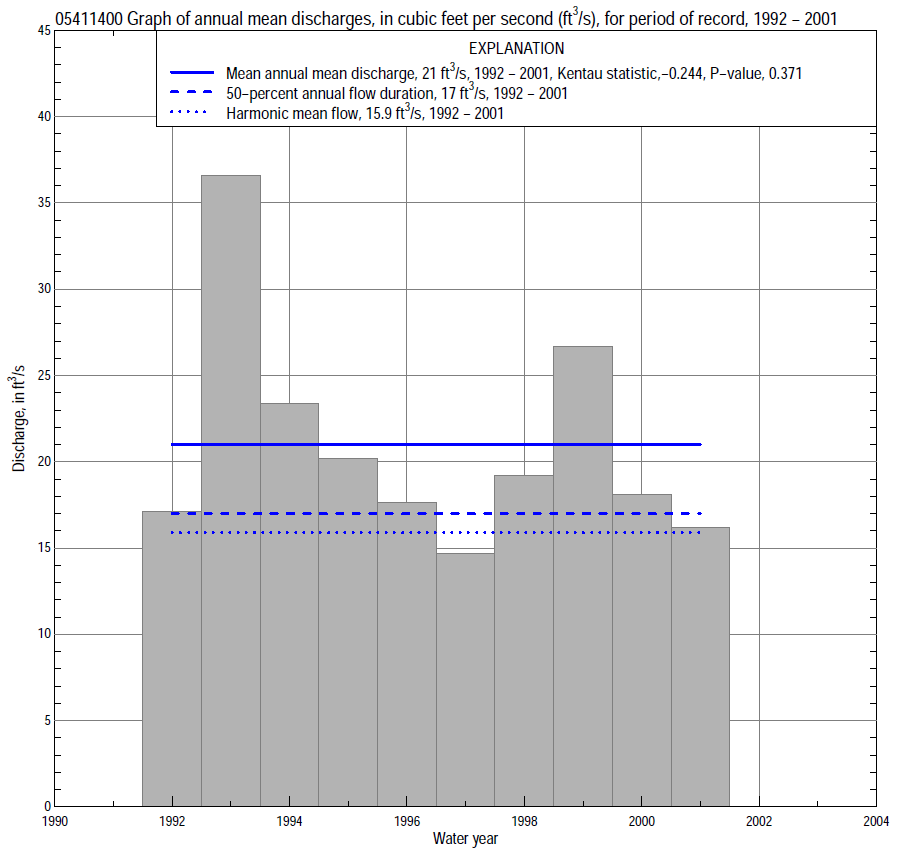 05411400 Graph of annual mean discharges, in cubic feet per second (ft³/s), for period of record, 1992 – 2001
EXPLANATION
Mean annual mean discharge, 21 ft³/s, 1992 – 2001, Kentau statistic,–0.244, P–value, 0.371
50–percent annual flow duration, 17 ft³/s, 1992 – 2001
Harmonic mean flow, 15.9 ft³/s, 1992 – 2001
45
40
35
30
25
20
15
10
5
0
Discharge, in ft³/s
1990 1992 1994 1996 1998 2000 2002 2004
Water year